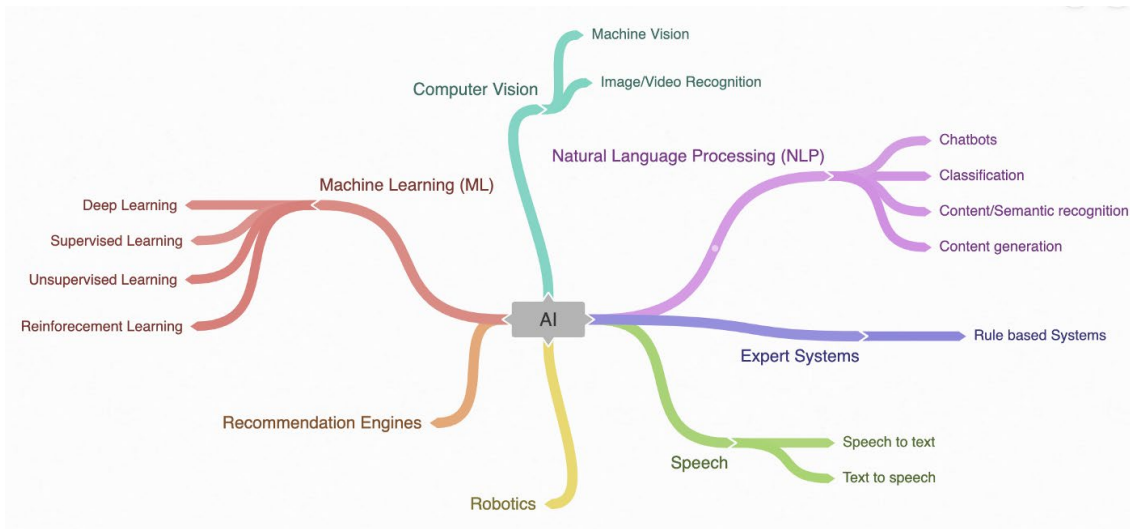 Machine Vision
Image/Video Recognition
Computer Vision
Natural Language Processing (NLP)
Chatbots
Classification
Content/Semantic recognition
Content generation
Machine Learning (ML)
Deep Learning
Supervised Learning
Unsupervised Learning
Reinforecement Learning
AI
Expert Systems
Rule based Systems
Recommendation Engines
Speech
Speech to text
Text to speech
Robotics